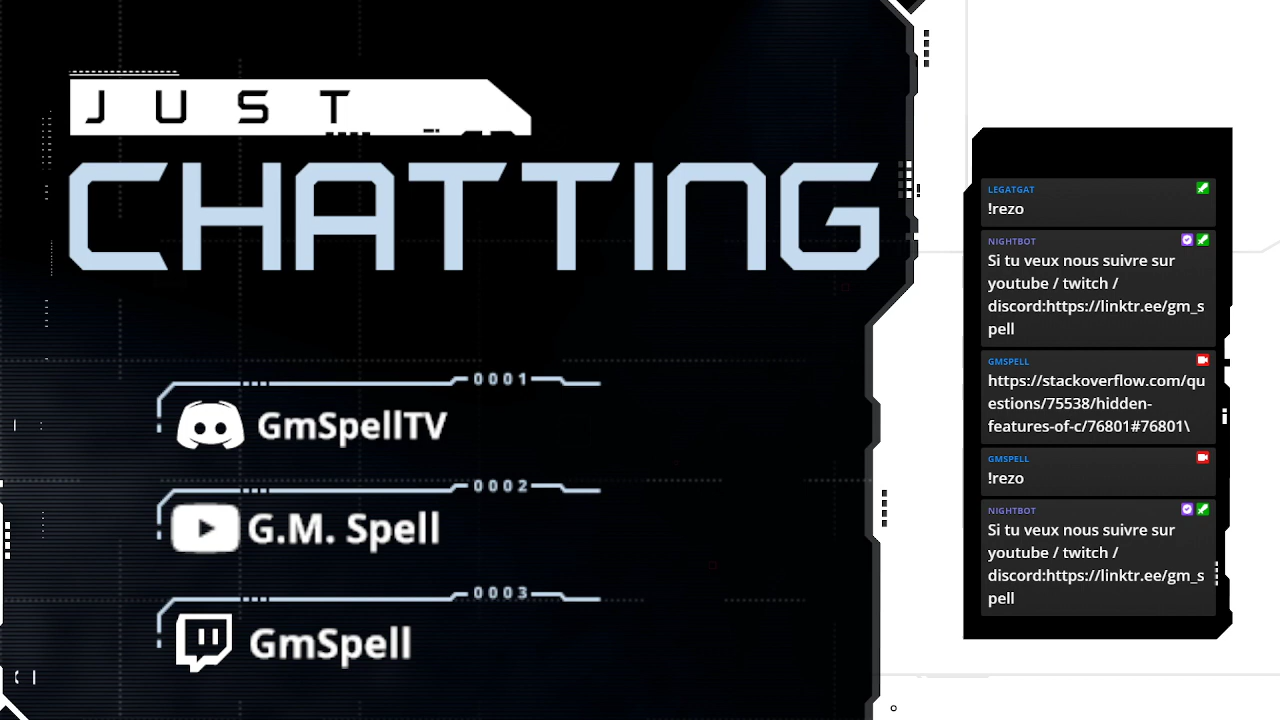 JUST
CHATTING
0001
GmSpellTV
0002
G.M. Spell
0003
GmSpell
LEGATGAT
!rezo
NIGHTBOT
Si tu veux nous suivre sur
youtube / twitch /
discord:https://linktr.ee/gm_s
pell
GMSPELL
https://stackoverflow.com/qu
estions/75538/hidden-
features-of-c/76801#76801\
GMSPELL
!rezo
NIGHTBOT
Si tu veux nous suivre sur
youtube / twitch /
discord:https://linktr.ee/gm_s
pell